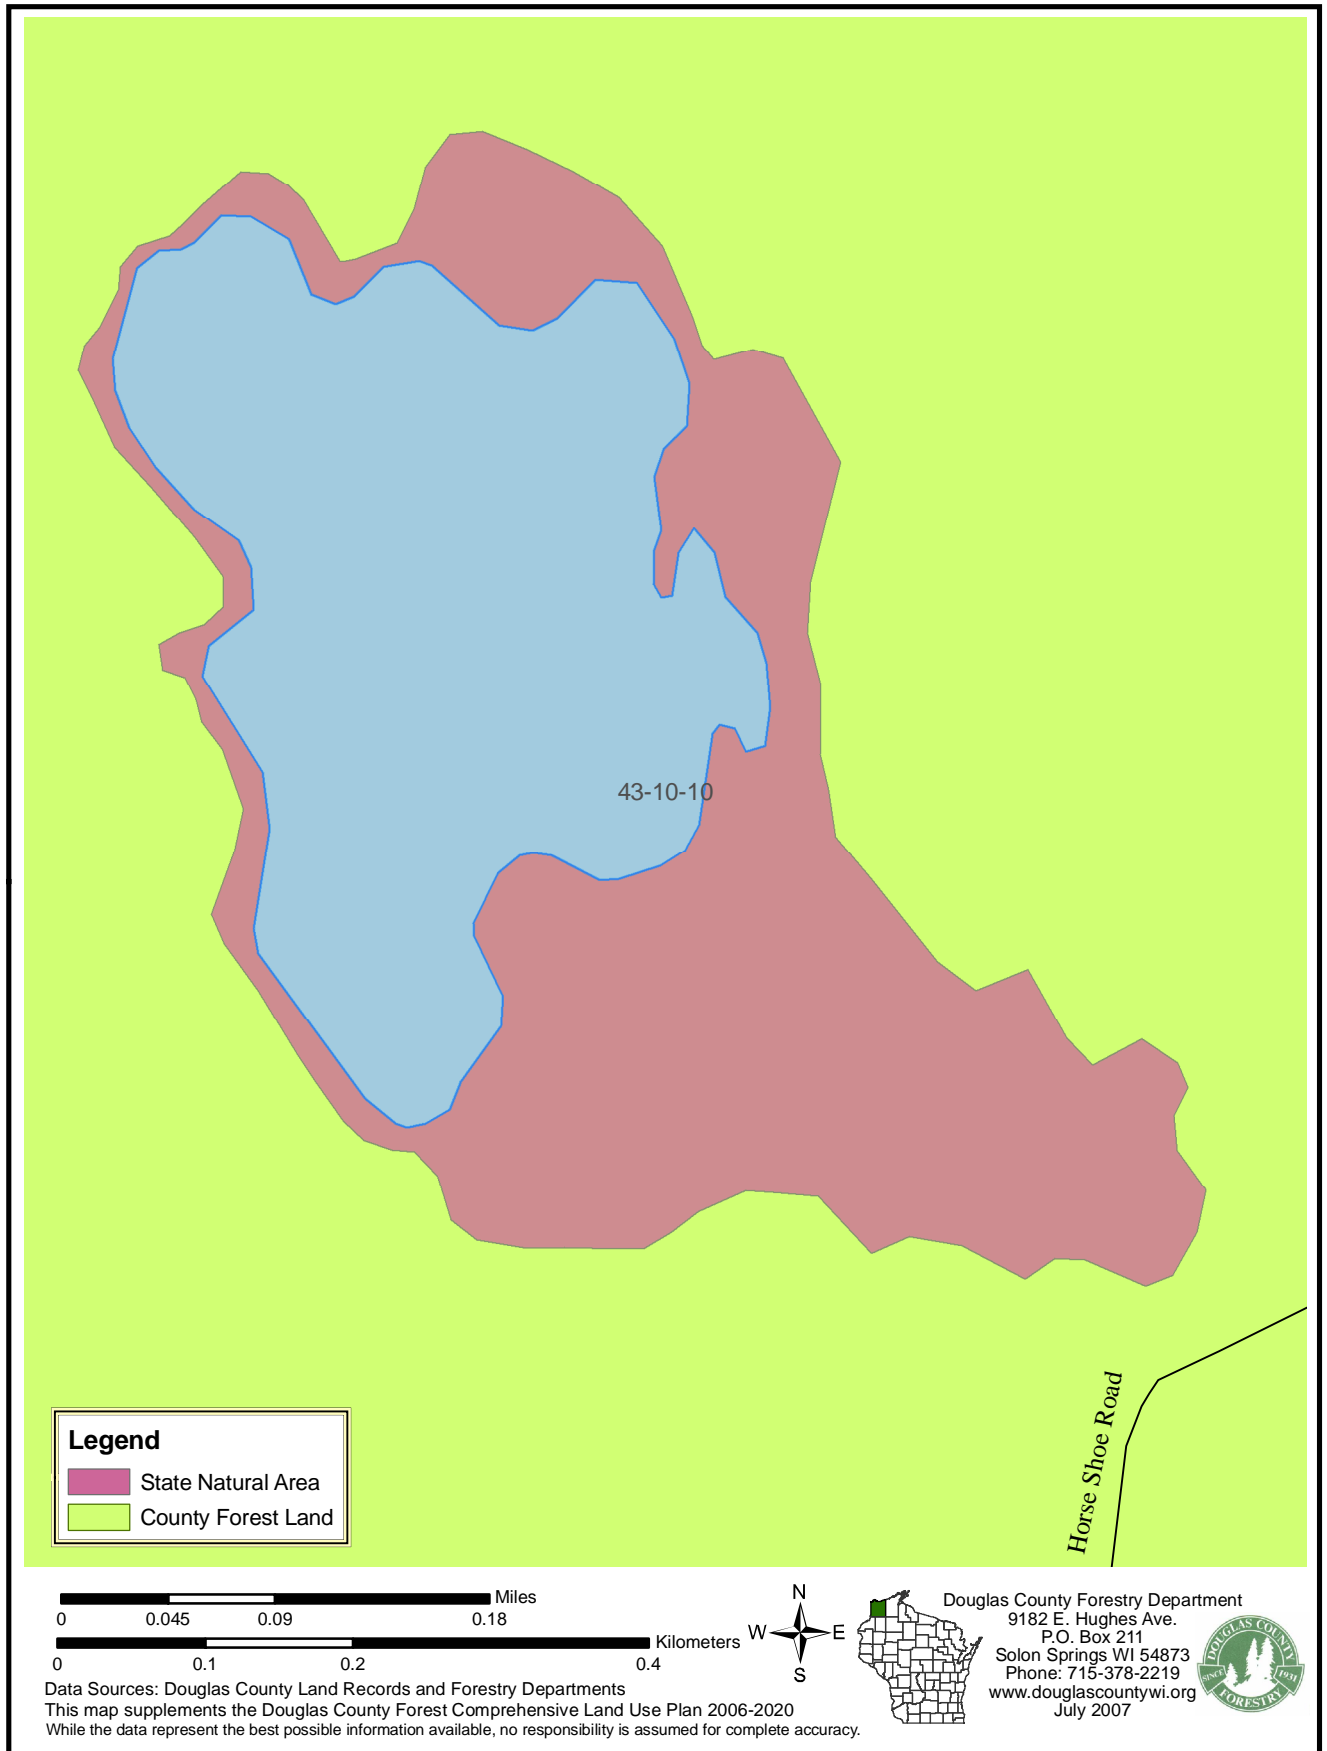 43-10-10
Horse Shoe Road
Legend
State Natural Area
County Forest Land
Miles
0 0.045 0.09 0.18
Kilometers
0 0.1 0.2 0.4
N
W E
S
Data Sources: Douglas County Land Records and Forestry Departments
This map supplements the Douglas County Forest Comprehensive Land Use Plan 2006-2020
While the data represent the best possible information available, no responsibility is assumed for complete accuracy.
Douglas County Forestry Department
9182 E. Hughes Ave.
P.O. Box 211
Solon Springs WI 54873
Phone: 715-378-2219
www.douglascountywi.org
July 2007
DOUGLAS COUNTY
SINCE 1931
FORESTRY